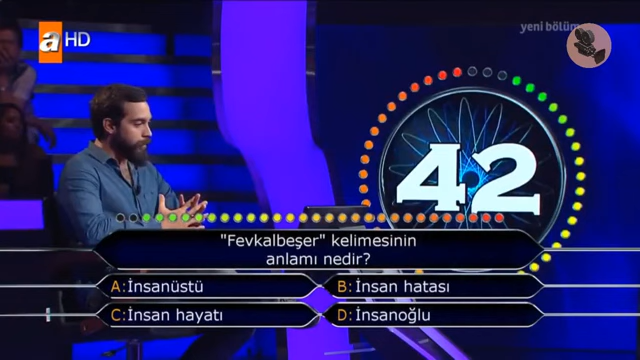 a HD
yeni bölüm
42
"Fevkalbeşer" kelimesinin
anlamı nedir?
A:İnsanüstü
B:İnsan hatası
C:İnsan hayatı
D:İnsanoğlu